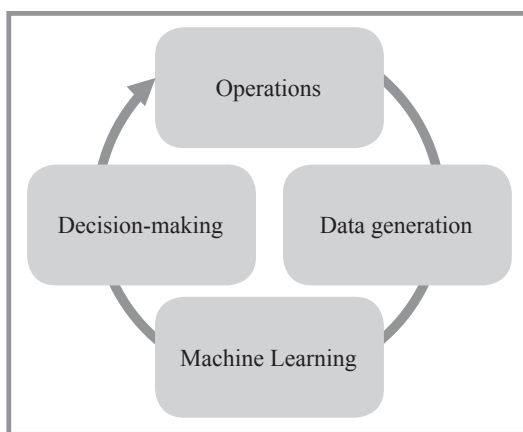 Operations
Decision-making
Data generation
Machine Learning